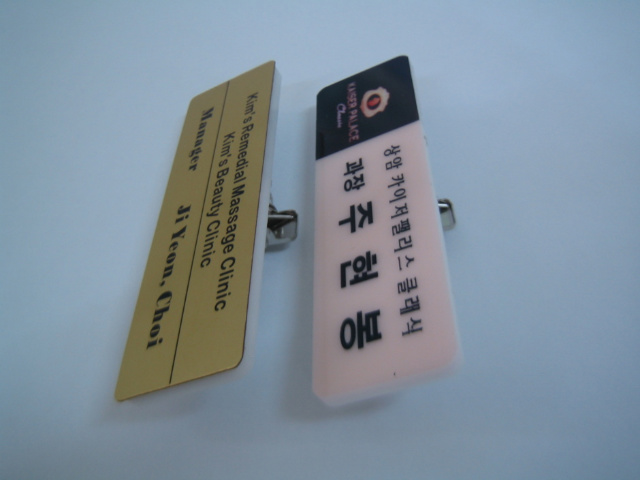 Kim's Remedial Massage Clinic
Kim's Beauty Clinic
Manager Ji Yeon, Choi
KAISER PALACE
Classic
상암 카이저팰리스 클래식
과장 주현봉